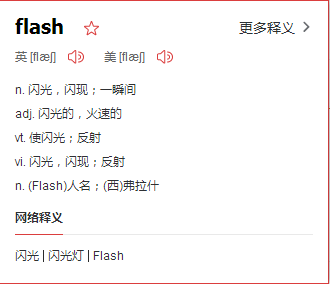 flash 更多释义
英 [flæʃ] 美 [flæʃ]
n. 闪光，闪现；一瞬间
adj. 闪光的，火速的
vt. 使闪光；反射
vi. 闪光，闪现；反射
n. (Flash)人名；(西)弗拉什
网络释义
闪光 | 闪光灯 | Flash